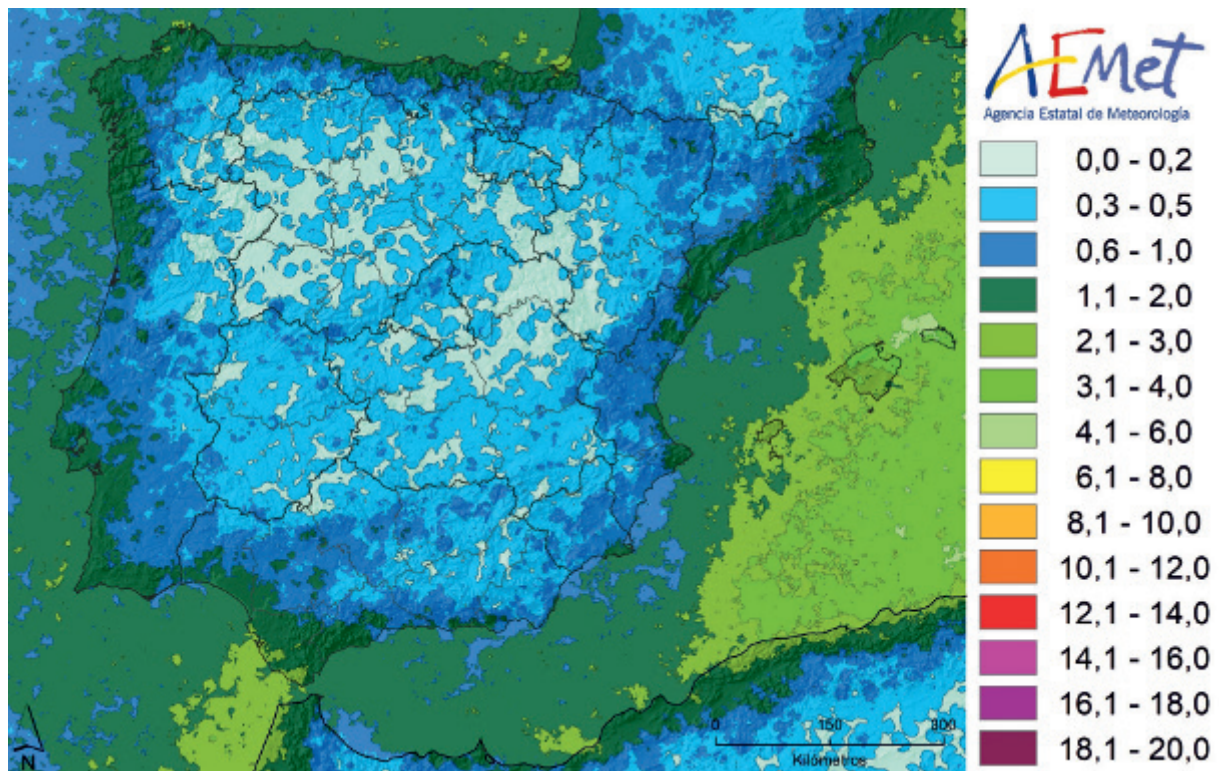 AEMet
Agencia Estatal de Meteorología
0,0 - 0,2
0,3 - 0,5
0,6 - 1,0
1,1 - 2,0
2,1 - 3,0
3,1 - 4,0
4,1 - 6,0
6,1 - 8,0
8,1 - 10,0
10,1 - 12,0
12,1 - 14,0
14,1 - 16,0
16,1 - 18,0
18,1 - 20,0
0 150 300
Kilómetros
N